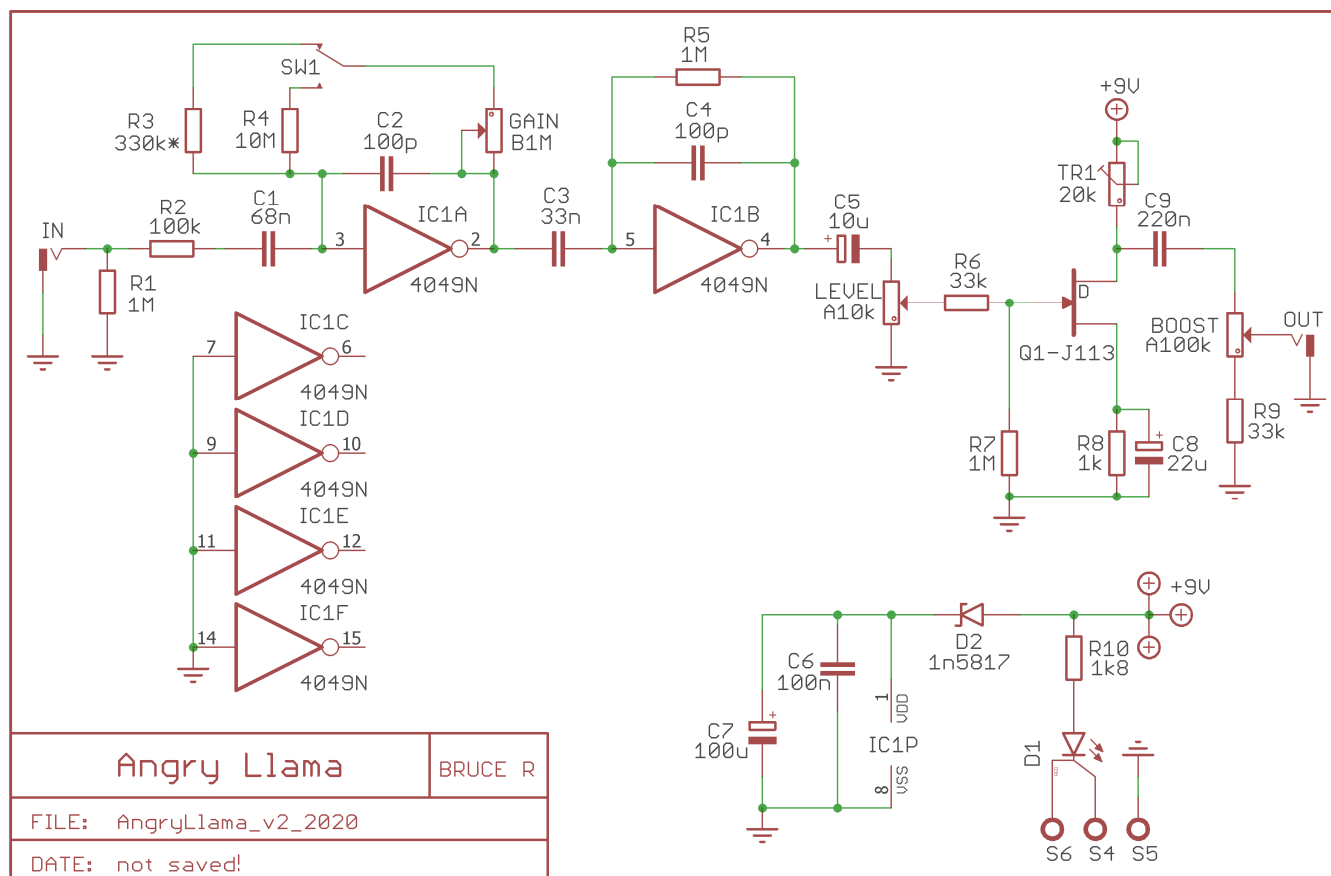 R5
1M
SW1
+9V
R3
330k*
R4
10M
C2
100p
GAIN
B1M
C4
100p
TR1
20k
IN
R2
100k
C1
68n
3
IC1A
2
4049N
C3
33n
5
IC1B
4
4049N
C5
10u
+
C9
220n
R1
1M
LEVEL
A10k
R6
33k
D
Q1-J113
BOOST
A100k
OUT
7
IC1C
6
4049N
9
IC1D
10
4049N
11
IC1E
12
4049N
14
IC1F
15
4049N
R7
1M
R8
1k
+
C8
22u
R9
33k
+9V
D2
1n5817
R10
1k8
C6
100n
C7
100u
+
1
VDD
IC1P
8
VSS
D1
RED
S6
S4
S5
Angry Llama
BRUCE R
FILE: AngryLlama_v2_2020
DATE: not saved!